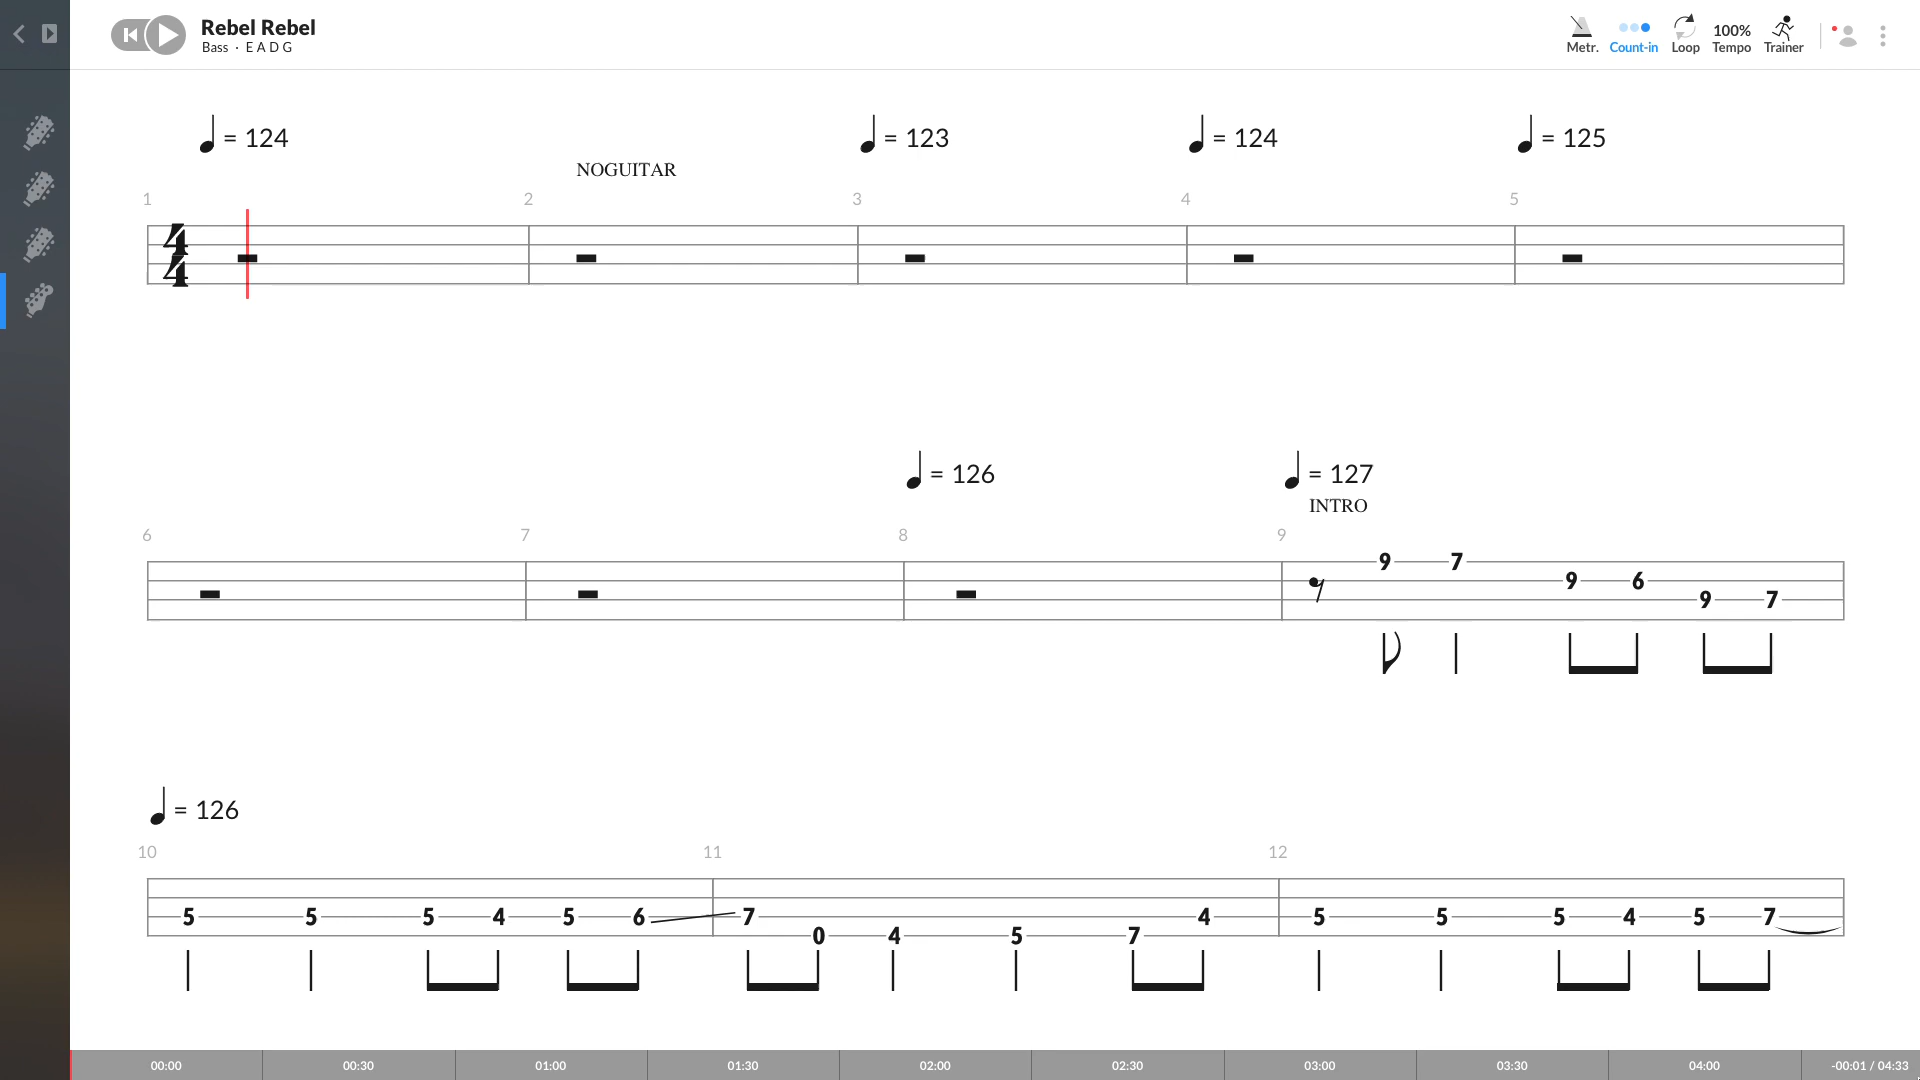 Rebel Rebel
Bass · E A D G
Metr.
Count-in
Loop
100%
Tempo
Trainer
= 124
= 123
= 124
= 125
NOGUITAR
1 2 3 4 5
4
4
= 126
= 127
INTRO
6 7 8 9
9 7
9 6
9 7
= 126
10 11 12
5 5 5 4 5 6 7 4 5 5 5 4 5 7
0 4 5 7
00:00 00:30 01:00 01:30 02:00 02:30 03:00 03:30 04:00 -00:01 / 04:33